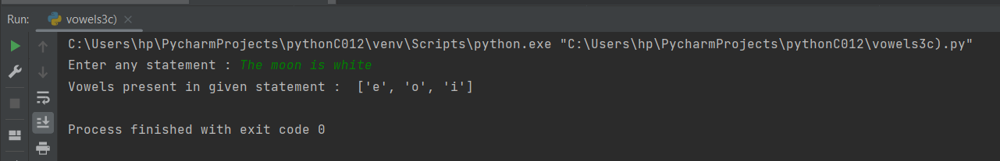 Run: vowels3c) ×
C:\Users\hp\PycharmProjects\pythonC012\venv\Scripts\python.exe "C:\Users\hp\PycharmProjects\pythonC012\vowels3c).py"
Enter any statement : The moon is white
Vowels present in given statement :  ['e', 'o', 'i']
Process finished with exit code 0